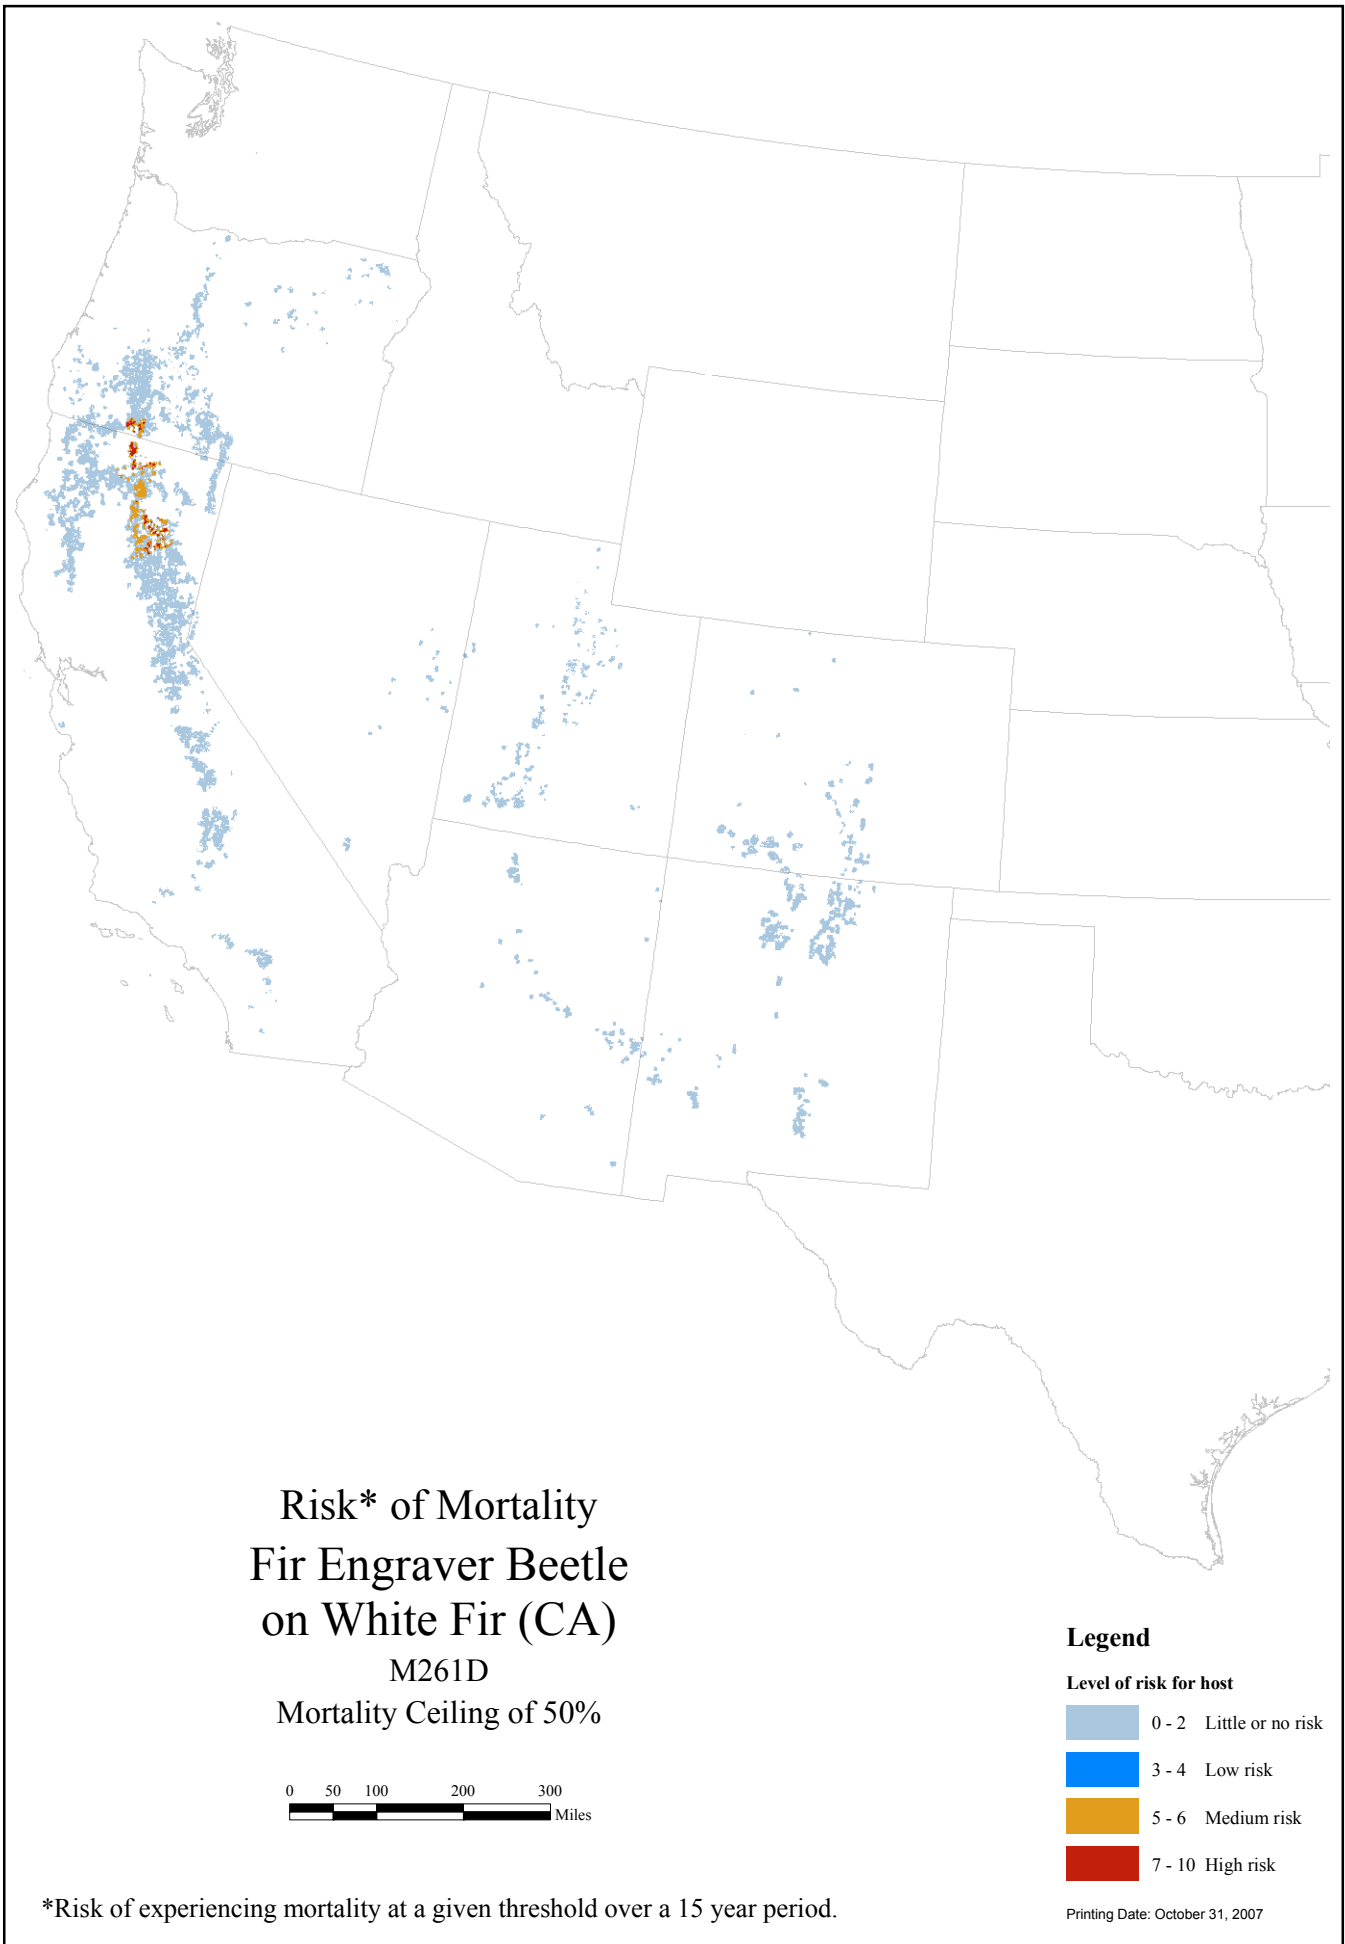 Risk* of Mortality
Fir Engraver Beetle
on White Fir (CA)
M261D
Mortality Ceiling of 50%
0 50 100 200 300
Miles
*Risk of experiencing mortality at a given threshold over a 15 year period.
Legend
Level of risk for host
0 - 2 Little or no risk
3 - 4 Low risk
5 - 6 Medium risk
7 - 10 High risk
Printing Date: October 31, 2007